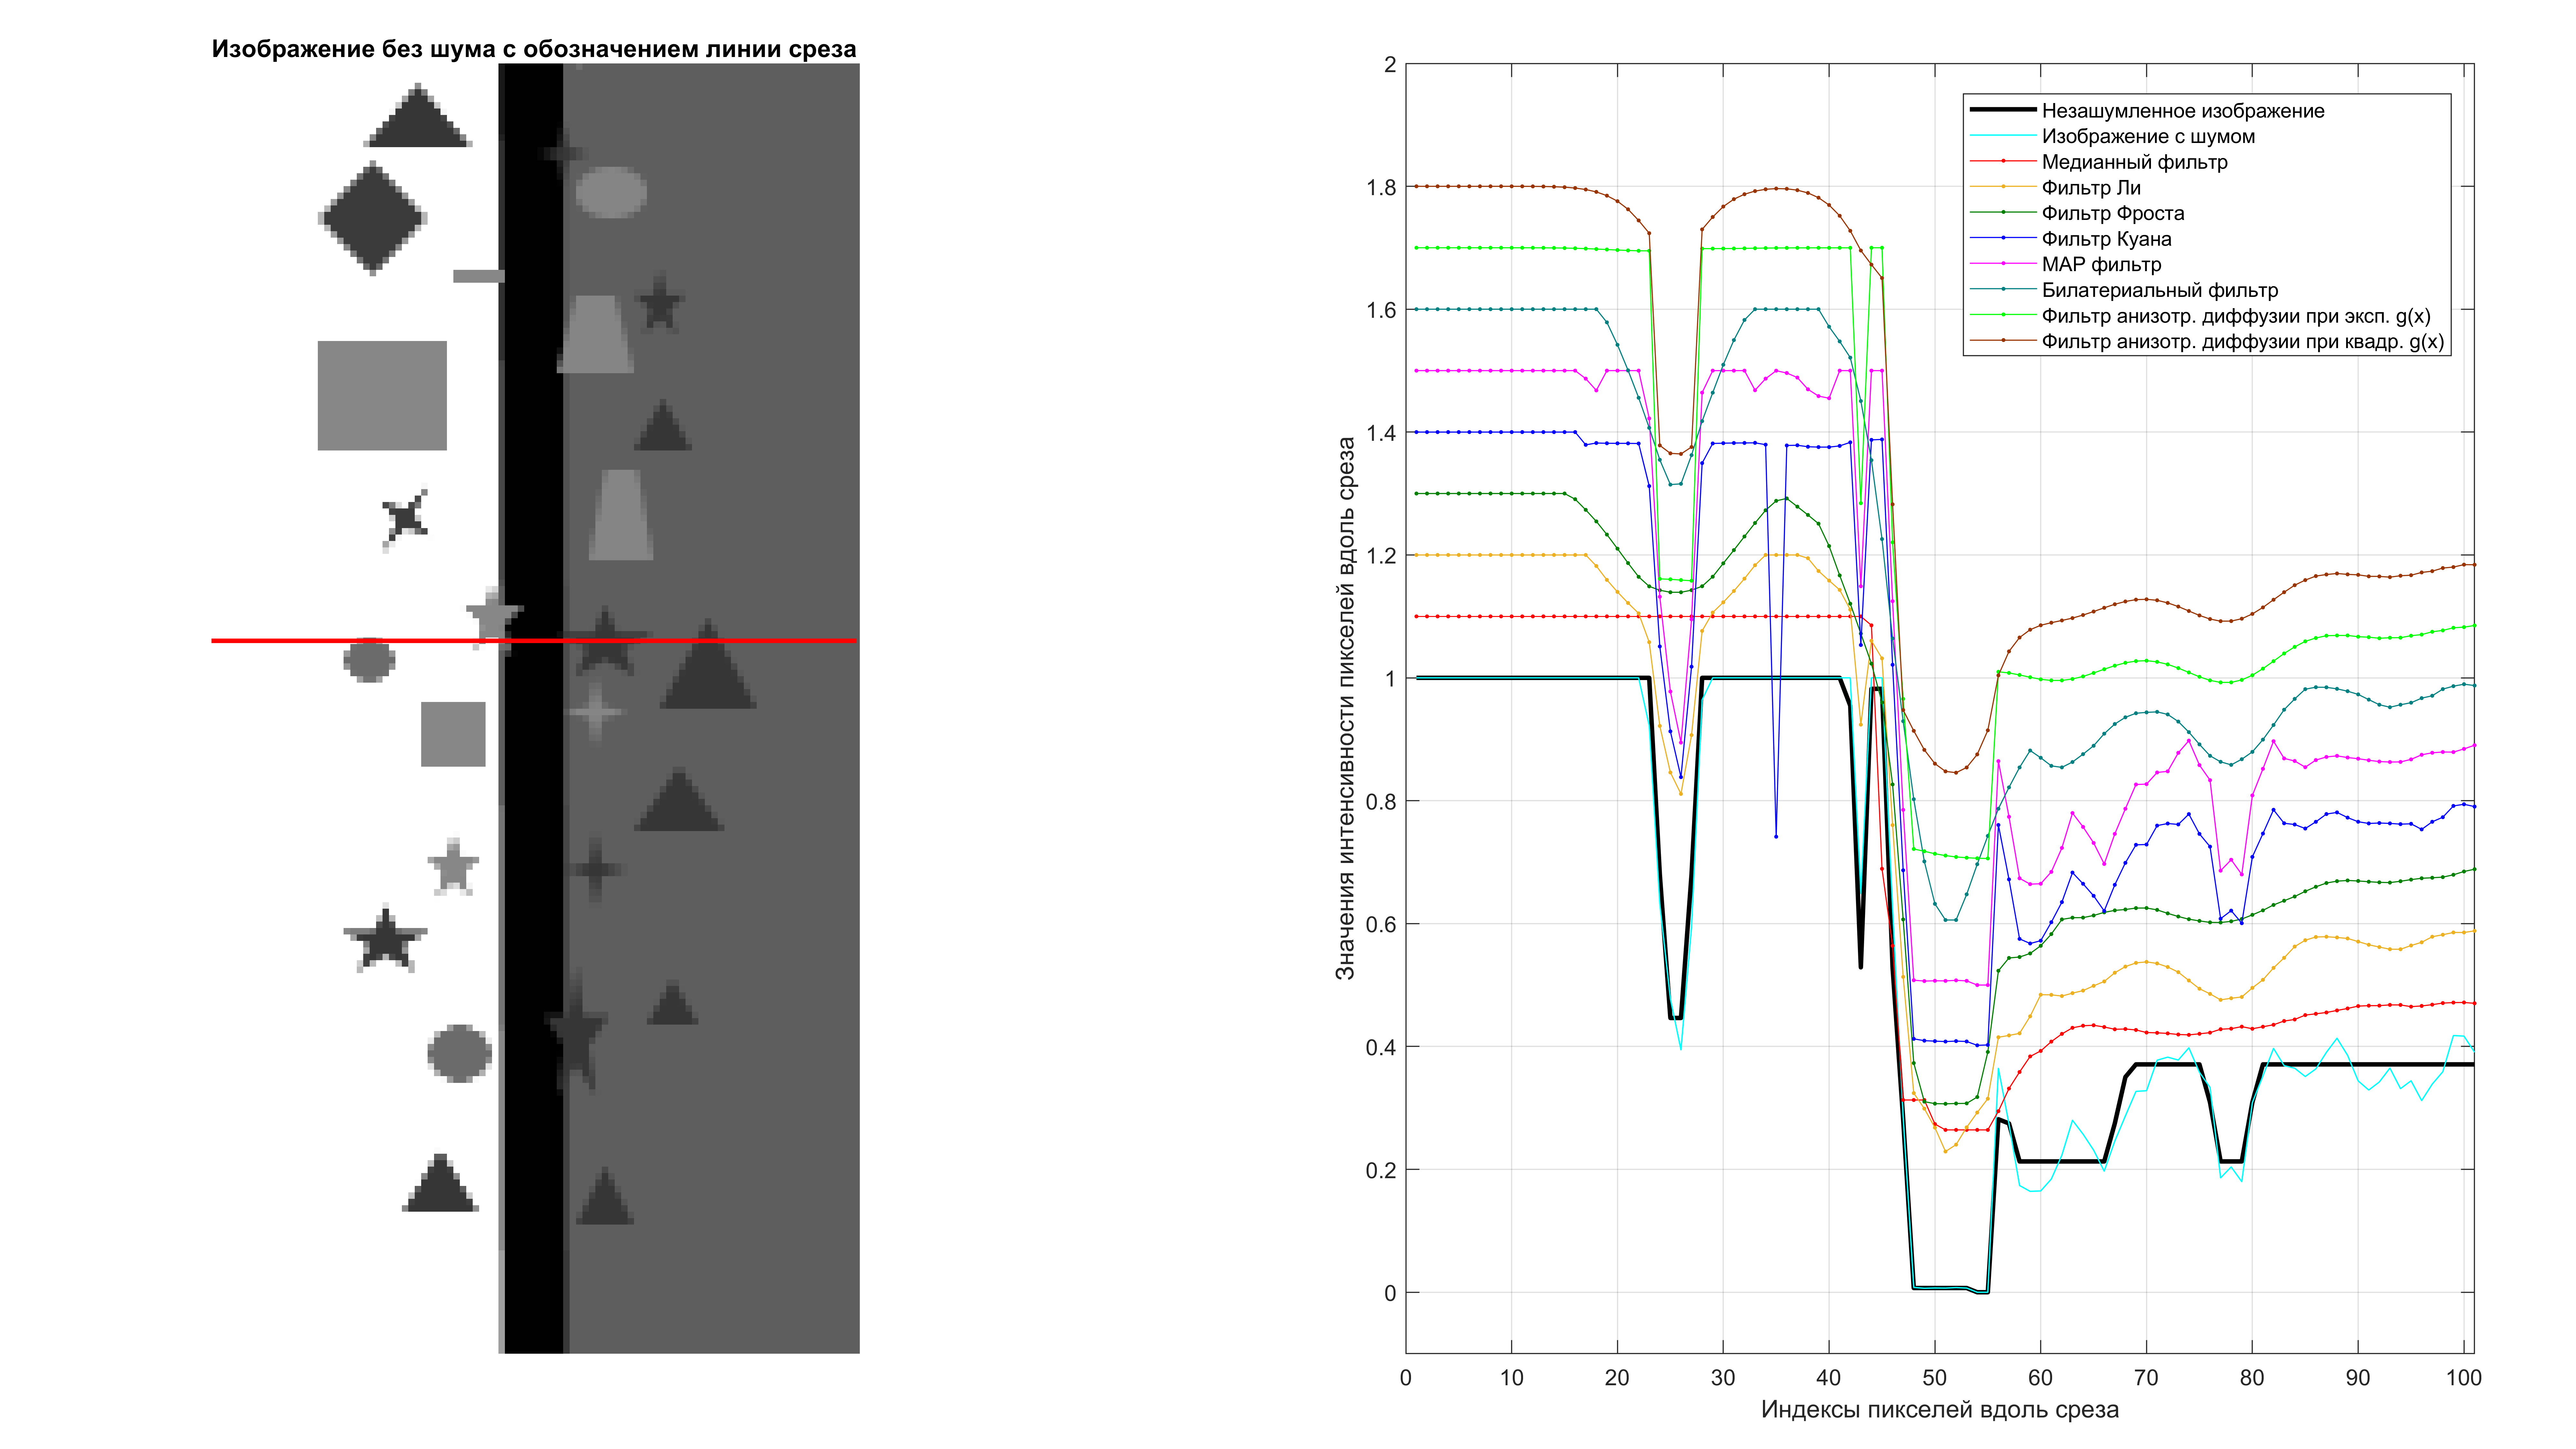 Изображение без шума с обозначением линии среза
2
1.8
1.6
1.4
1.2
1
0.8
0.6
0.4
0.2
0
Значения интенсивности пикселей вдоль среза
Незашумленное изображение
Изображение с шумом
Медианный фильтр
Фильтр Ли
Фильтр Фроста
Фильтр Куана
MAP фильтр
Билатериальный фильтр
Фильтр анизотр. диффузии при эксп. g(x)
Фильтр анизотр. диффузии при квадр. g(x)
0 10 20 30 40 50 60 70 80 90 100
Индексы пикселей вдоль среза